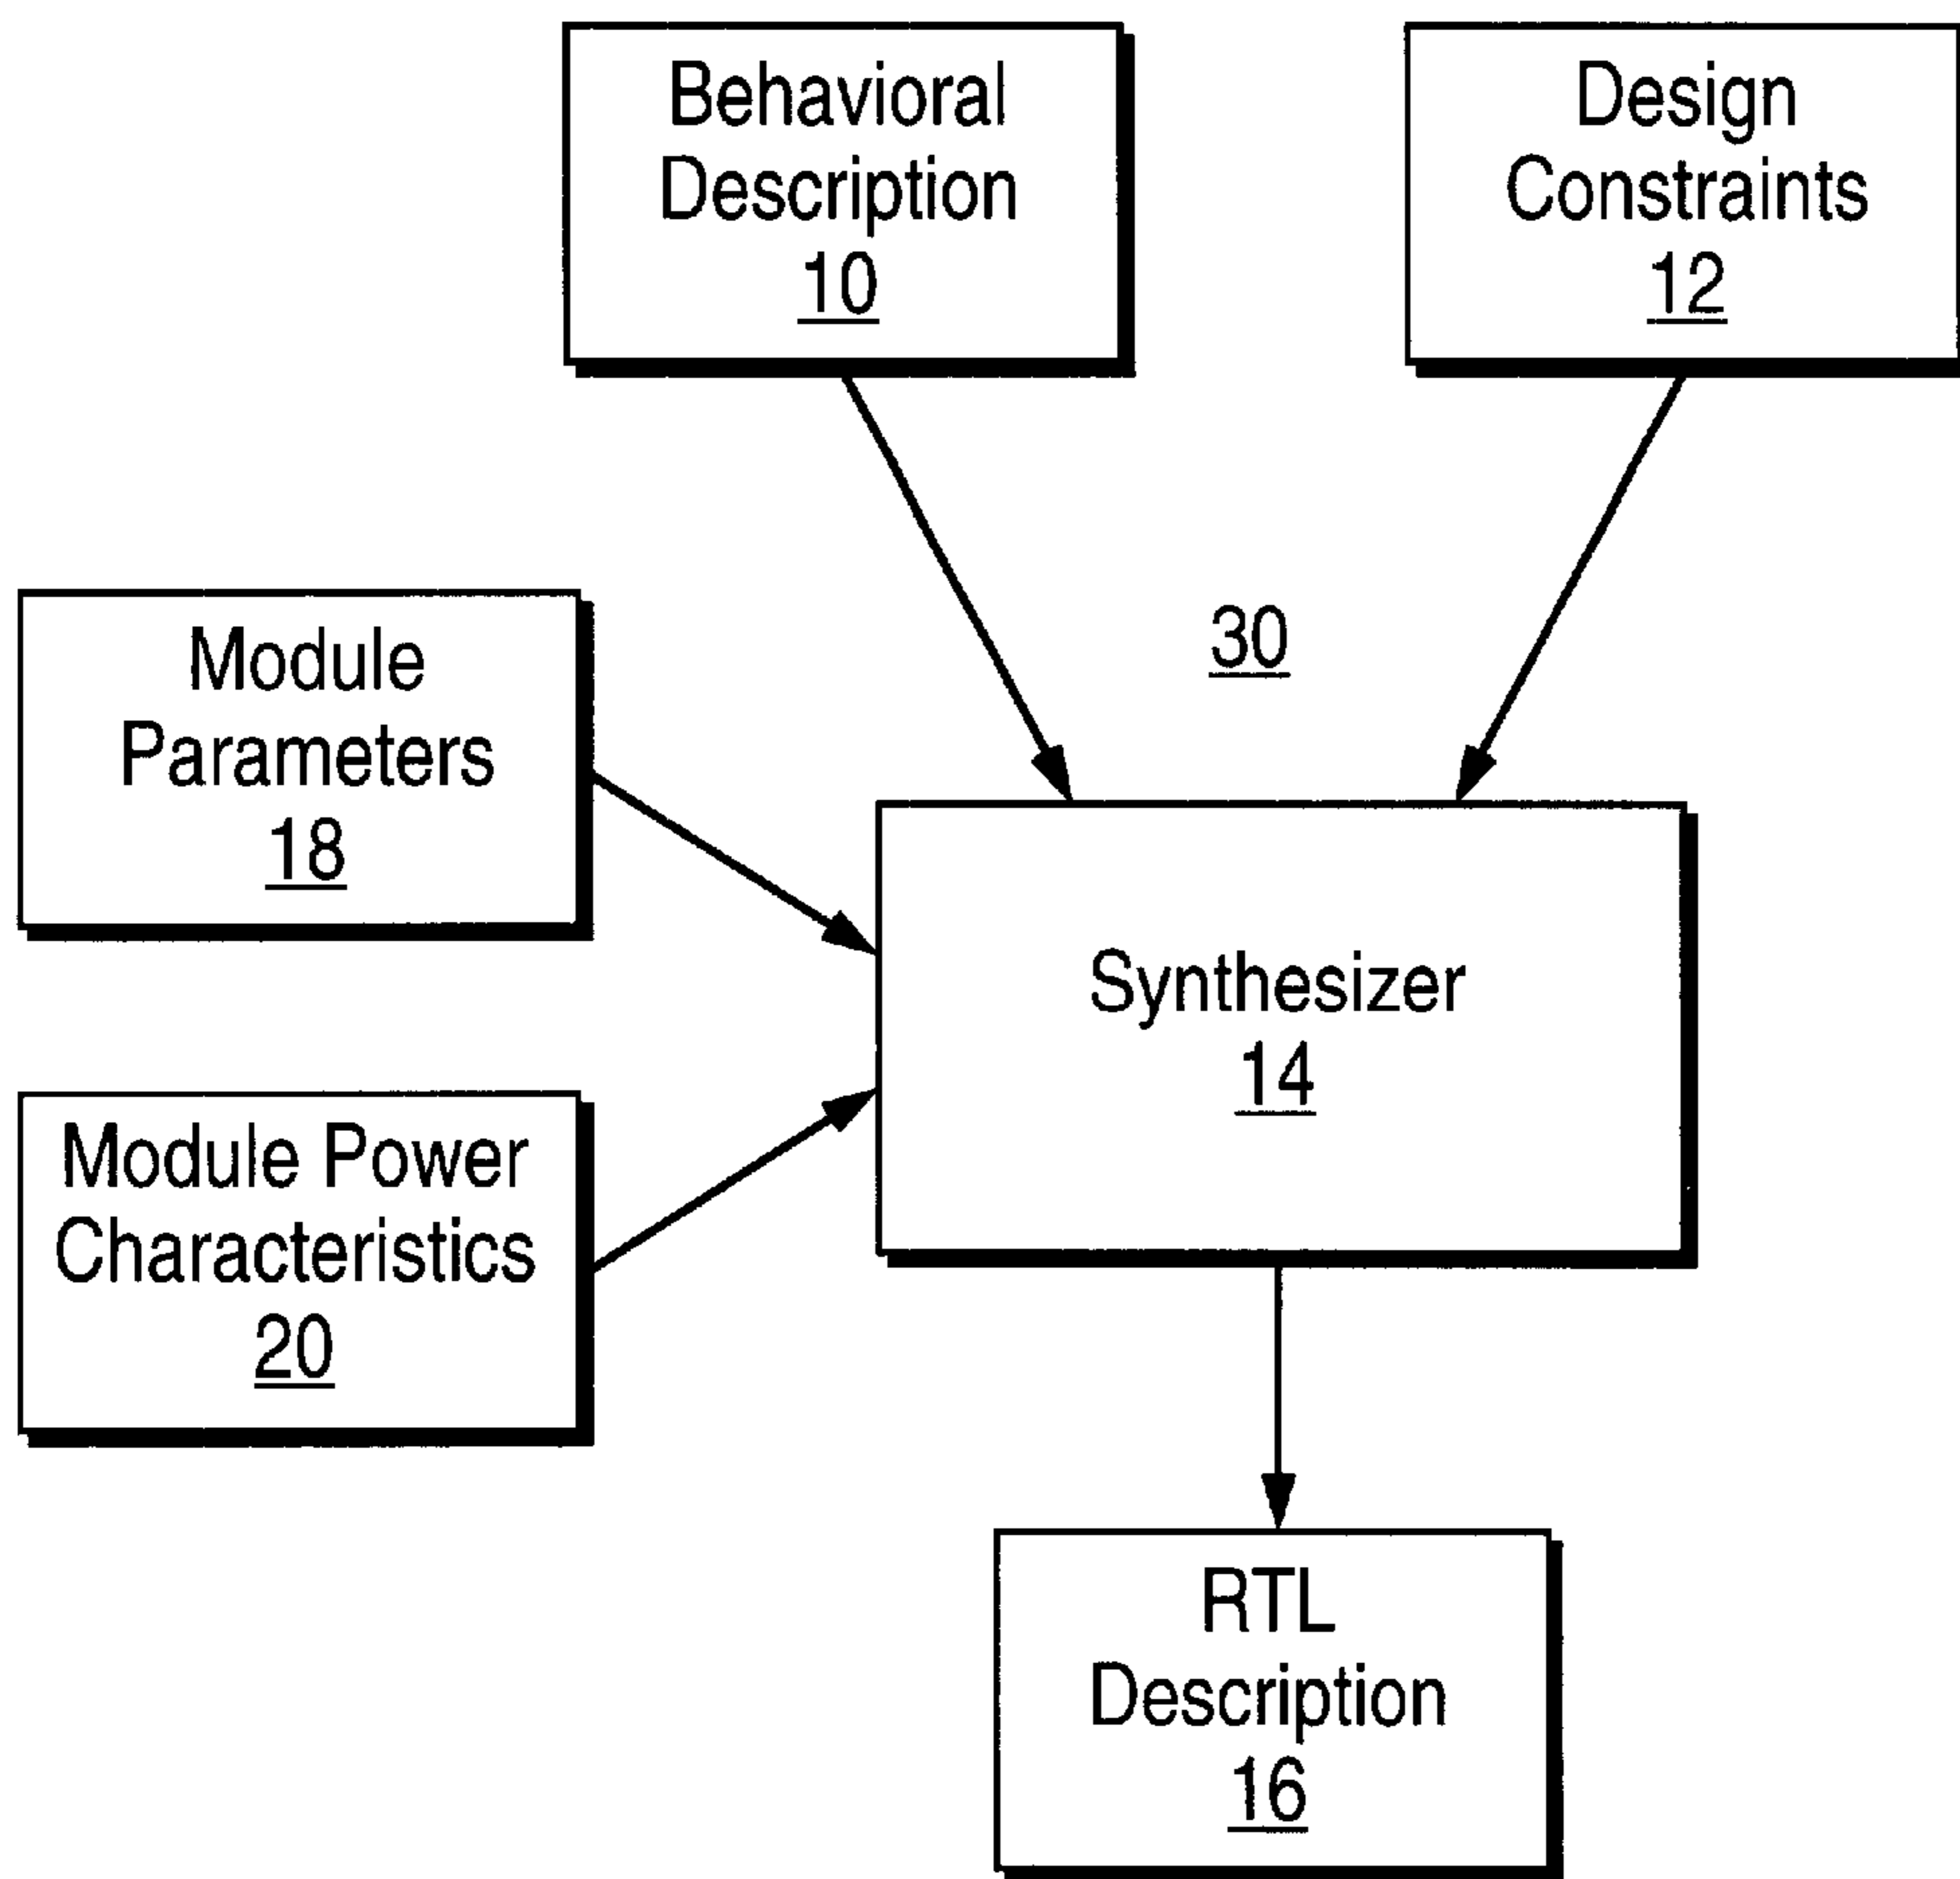 Behavioral
Description
10
Design
Constraints
12
30
Module
Parameters
18
Synthesizer
14
Module Power
Characteristics
20
RTL
Description
16